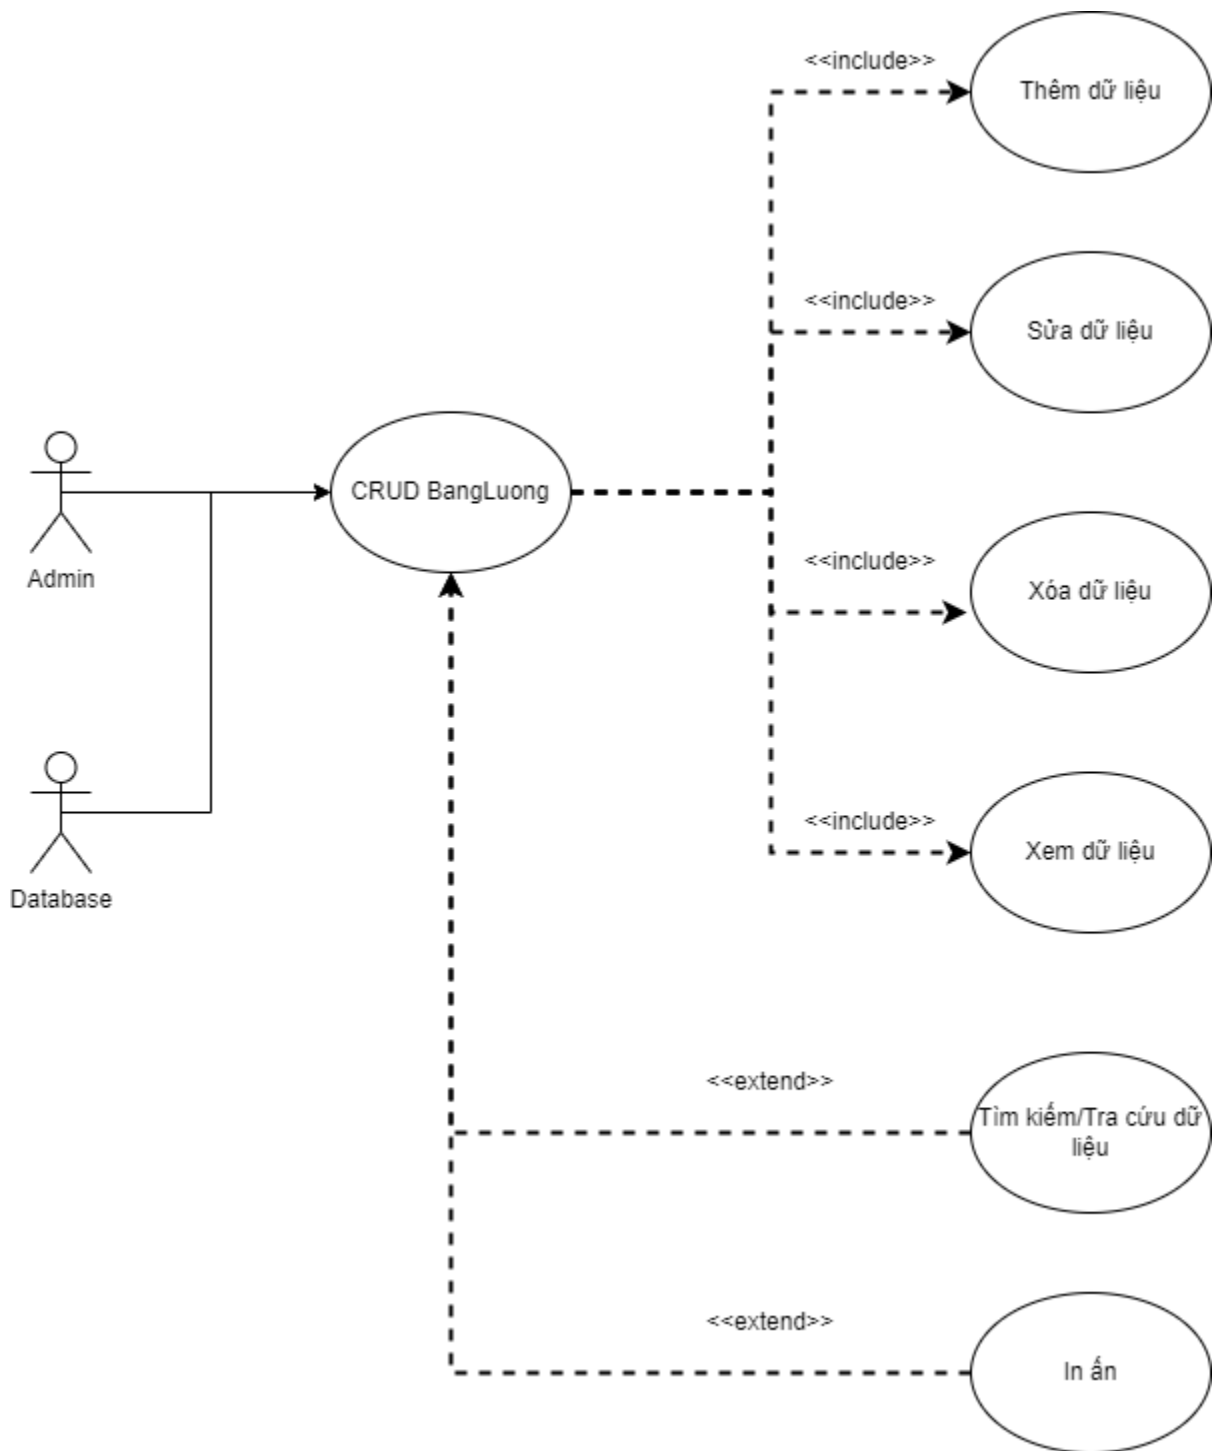 <<include>>
Thêm dữ liệu
<<include>>
Sửa dữ liệu
CRUD BangLuong
Admin
<<include>>
Xóa dữ liệu
<<include>>
Xem dữ liệu
Database
<<extend>>
Tìm kiếm/Tra cứu dữ
liệu
<<extend>>
In ấn